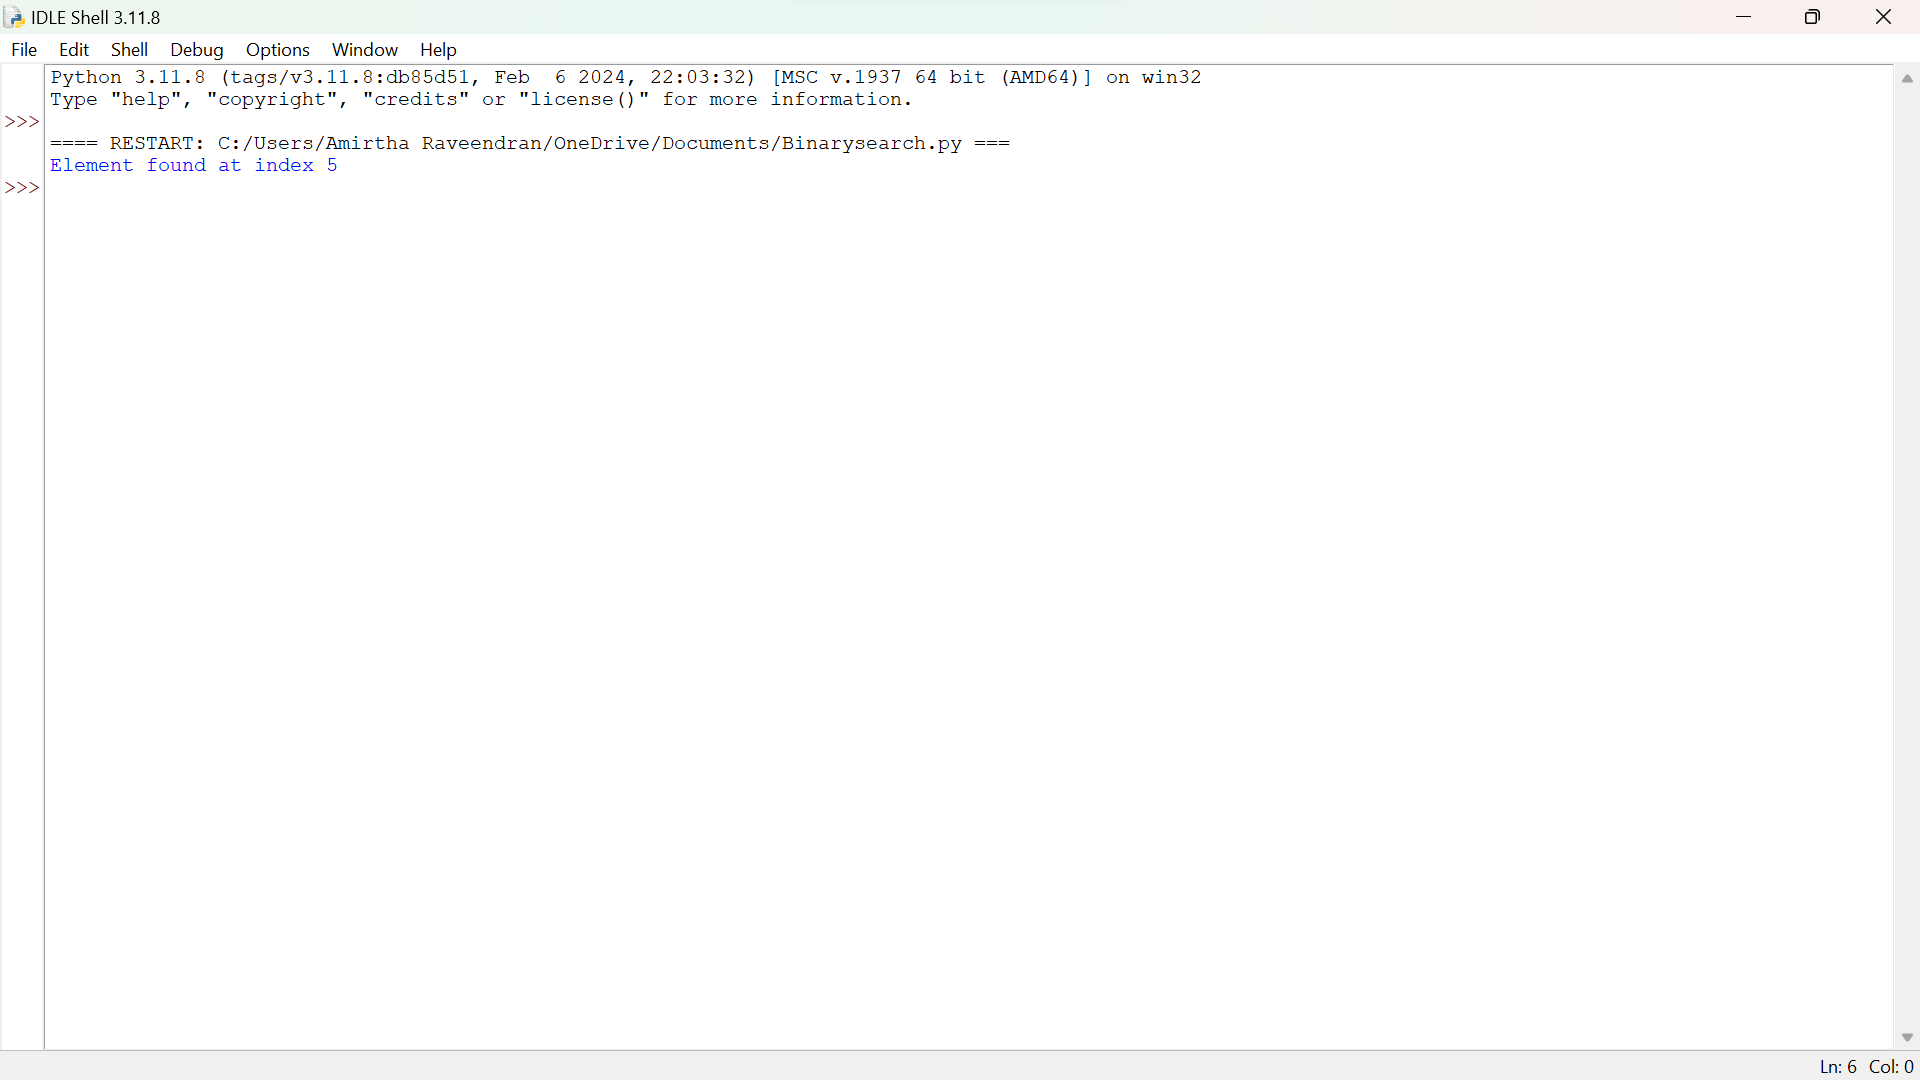 IDLE Shell 3.11.8
File Edit Shell Debug Options Window Help
Python 3.11.8 (tags/v3.11.8:db85d51, Feb  6 2024, 22:03:32) [MSC v.1937 64 bit (AMD64)] on win32
Type "help", "copyright", "credits" or "license()" for more information.
>>>
==== RESTART: C:/Users/Amirtha Raveendran/OneDrive/Documents/Binarysearch.py ===
Element found at index 5
>>>
Ln: 6 Col: 0